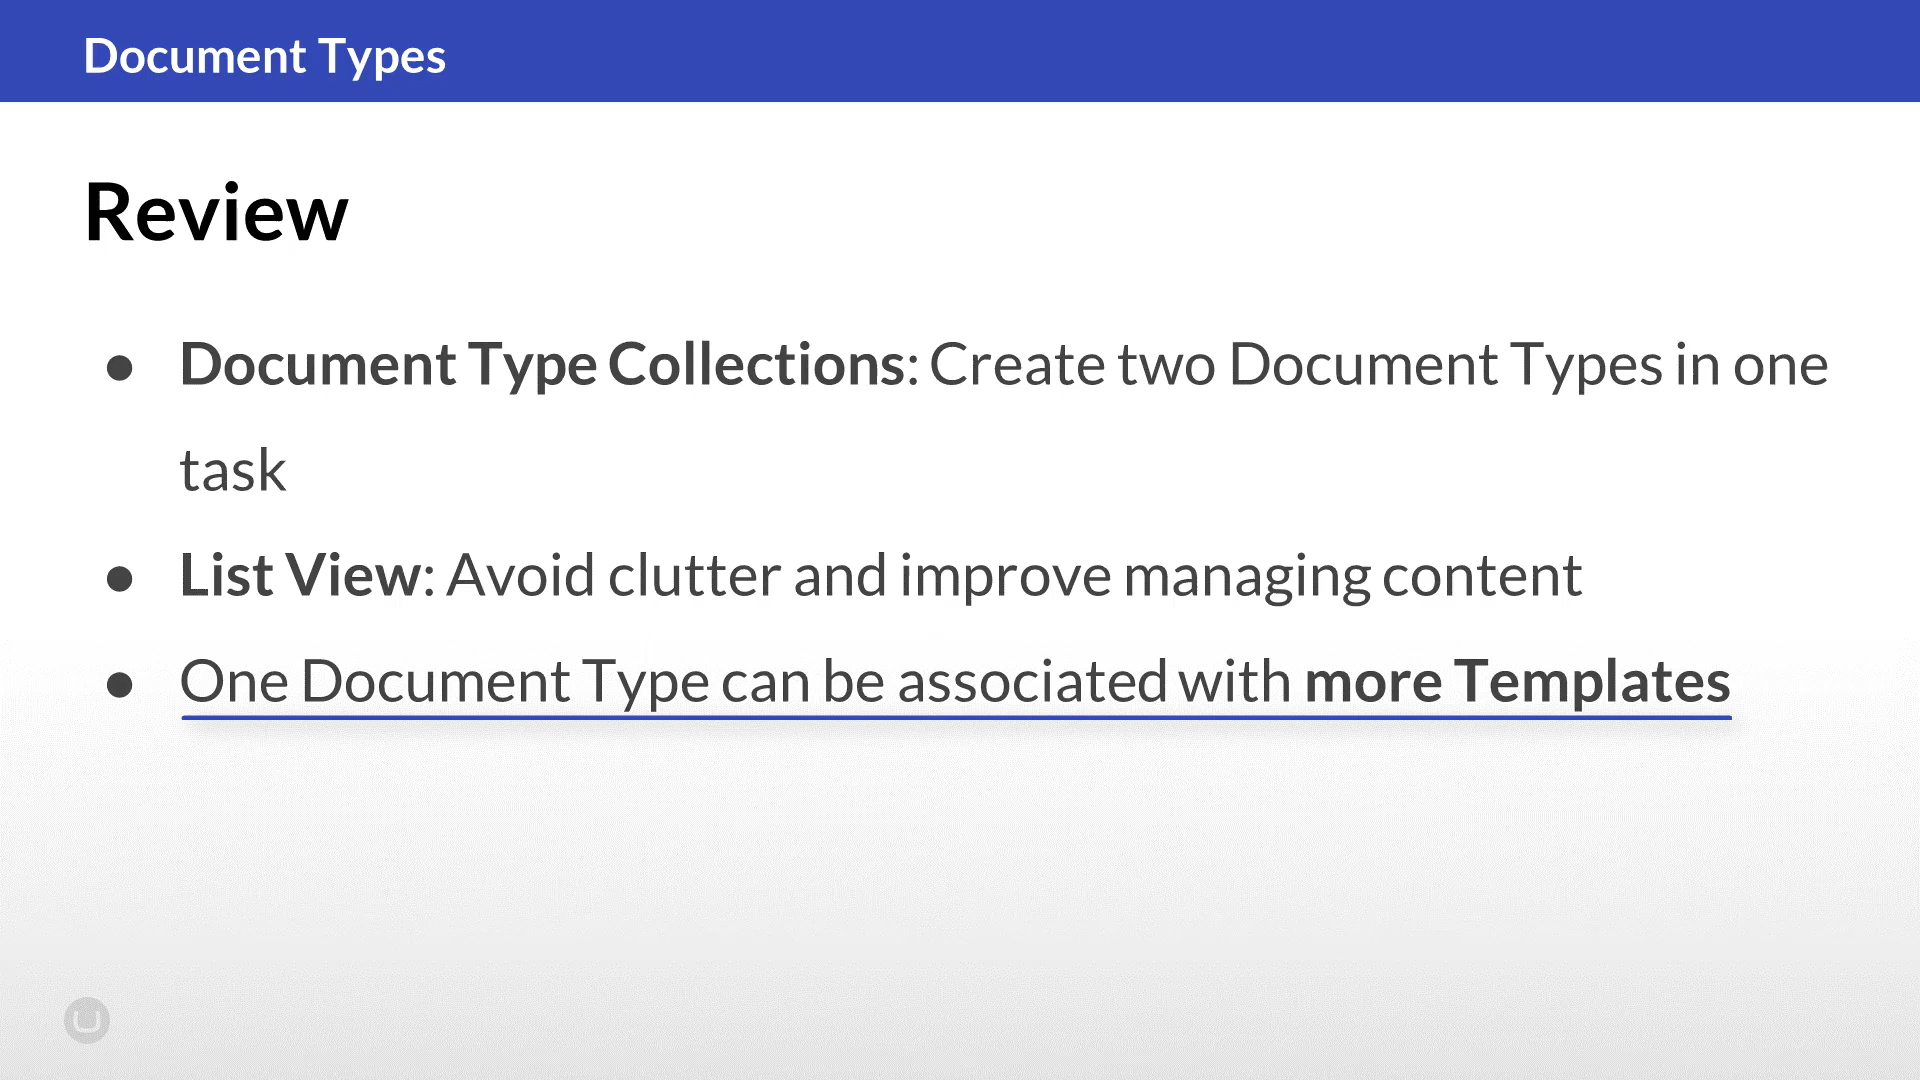 Document Types
Review
● Document Type Collections: Create two Document Types in one
task
● List View: Avoid clutter and improve managing content
● One Document Type can be associated with more Templates